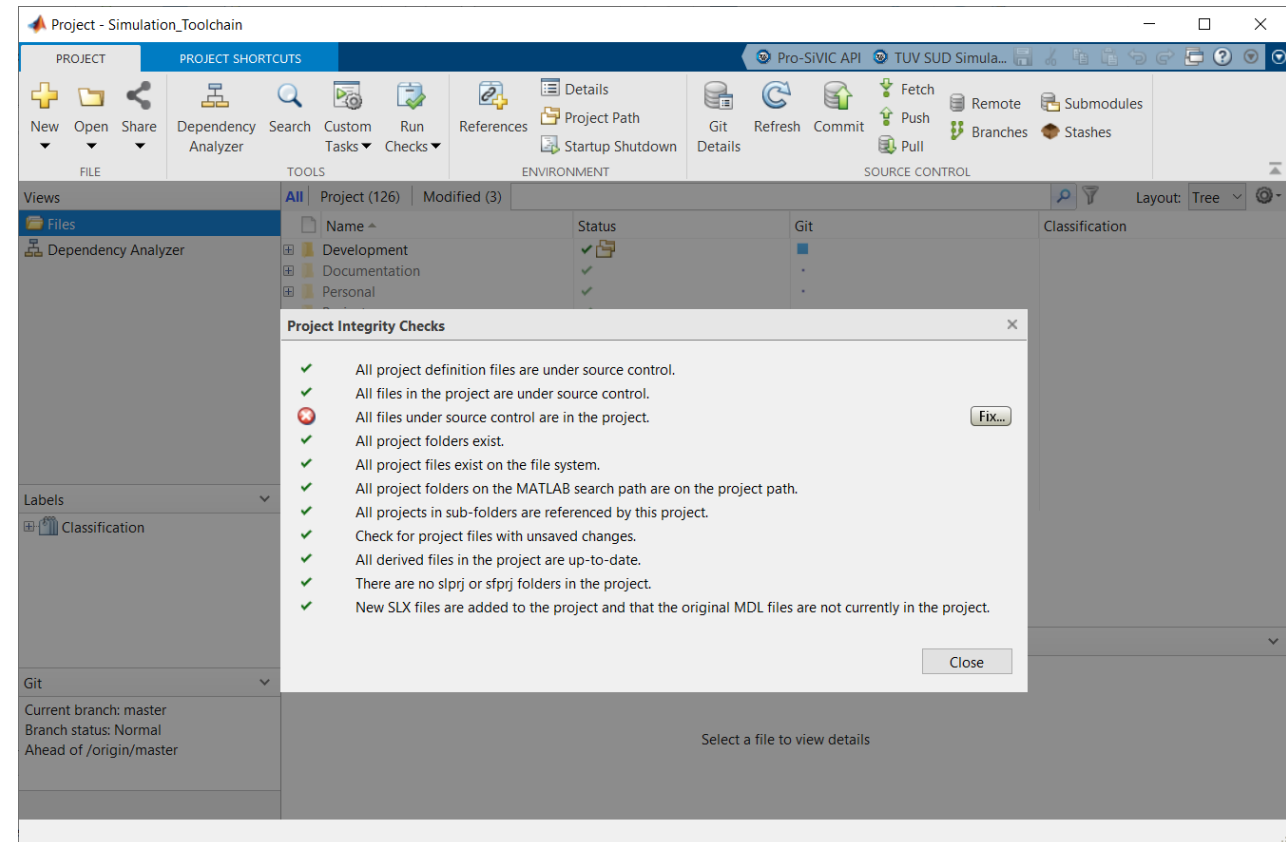 Project - Simulation_Toolchain
PROJECT PROJECT SHORTCUTS Pro-SiVIC API TUV SUD Simula...
New Open Share Dependency Analyzer Search Custom Tasks Run Checks References Details Project Path Startup Shutdown Git Details Refresh Commit Fetch Push Pull Remote Branches Submodules Stashes
FILE TOOLS ENVIRONMENT SOURCE CONTROL
Views All Project (126) Modified (3) Layout: Tree
Files Name Status Git Classification
Dependency Analyzer Development
Documentation
Personal
Project Integrity Checks
All project definition files are under source control.
All files in the project are under source control.
All files under source control are in the project. Fix...
All project folders exist.
All project files exist on the file system.
All project folders on the MATLAB search path are on the project path.
All projects in sub-folders are referenced by this project.
Check for project files with unsaved changes.
All derived files in the project are up-to-date.
There are no slprj or sfprj folders in the project.
New SLX files are added to the project and that the original MDL files are not currently in the project.
Close
Labels
Classification
Git
Current branch: master
Branch status: Normal
Ahead of /origin/master
Select a file to view details